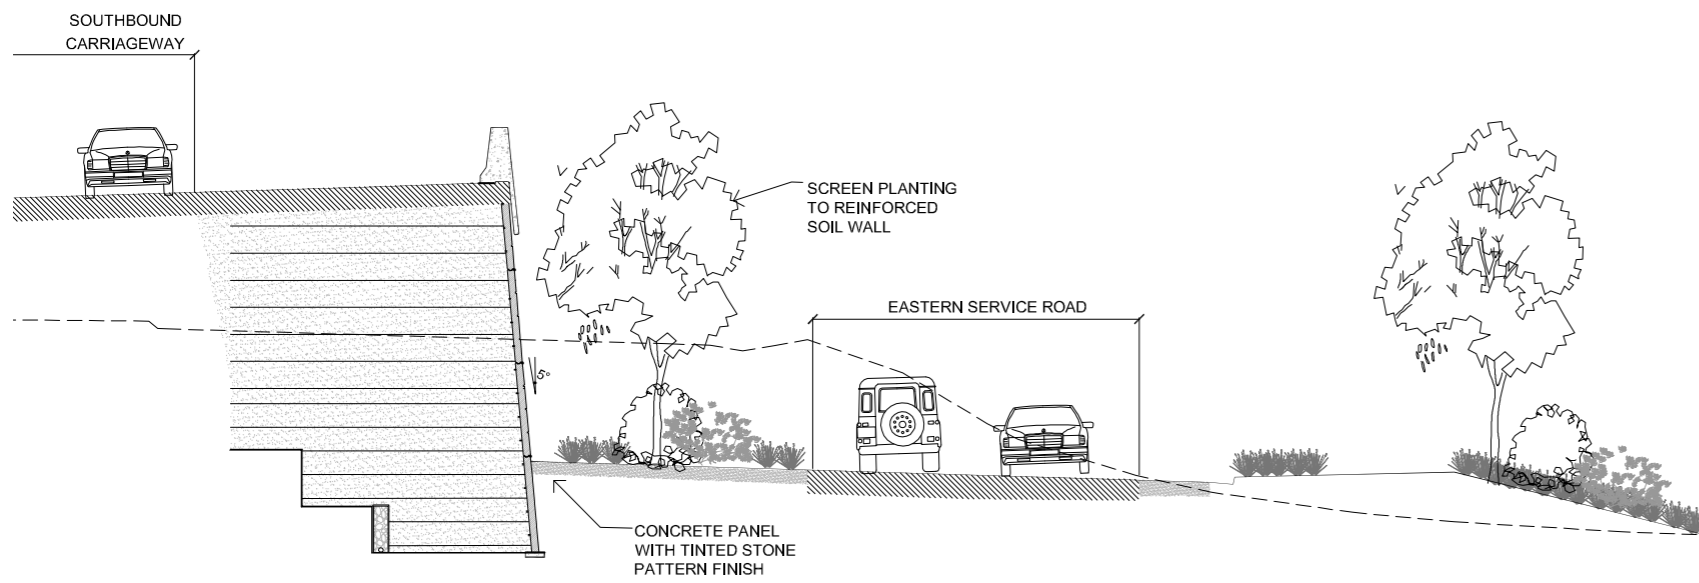 SOUTHBOUND
CARRIAGEWAY
SCREEN PLANTING
TO REINFORCED
SOIL WALL
EASTERN SERVICE ROAD
5°
CONCRETE PANEL
WITH TINTED STONE
PATTERN FINISH